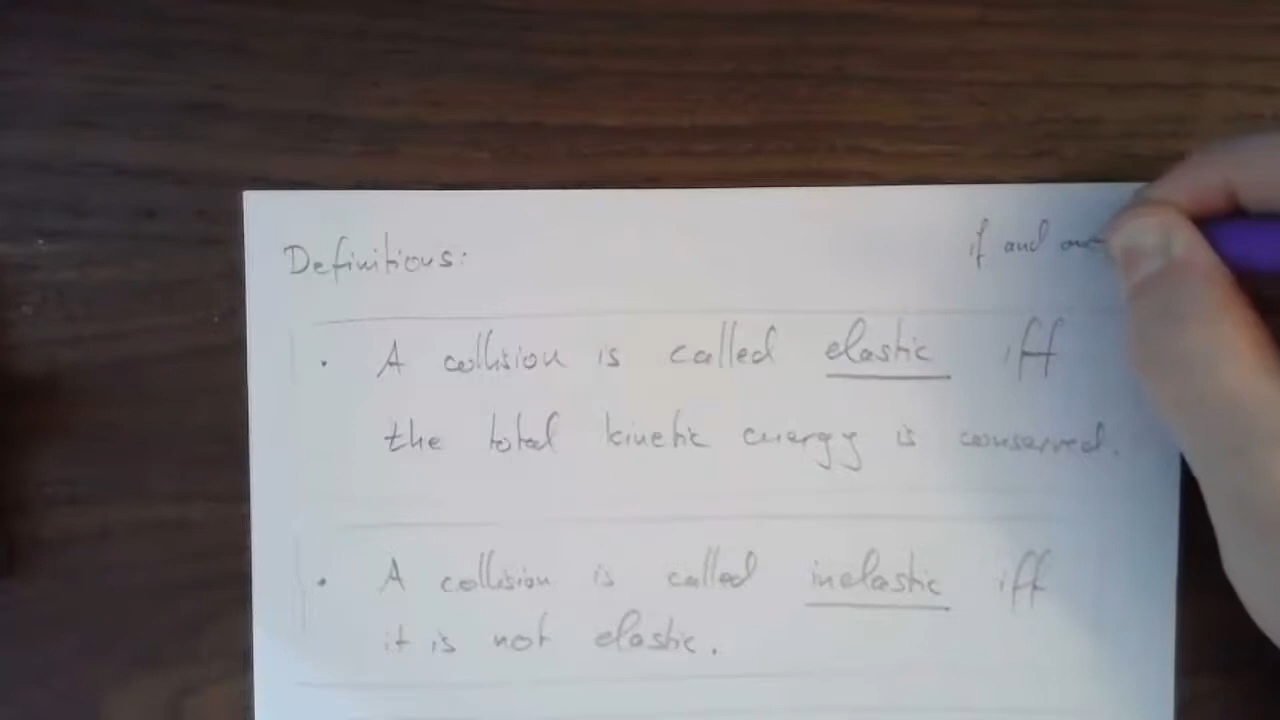 Definitions:
if and
• A collision is called elastic iff
the total kinetic energy is conserved.
• A collision is called inelastic iff
it is not elastic.